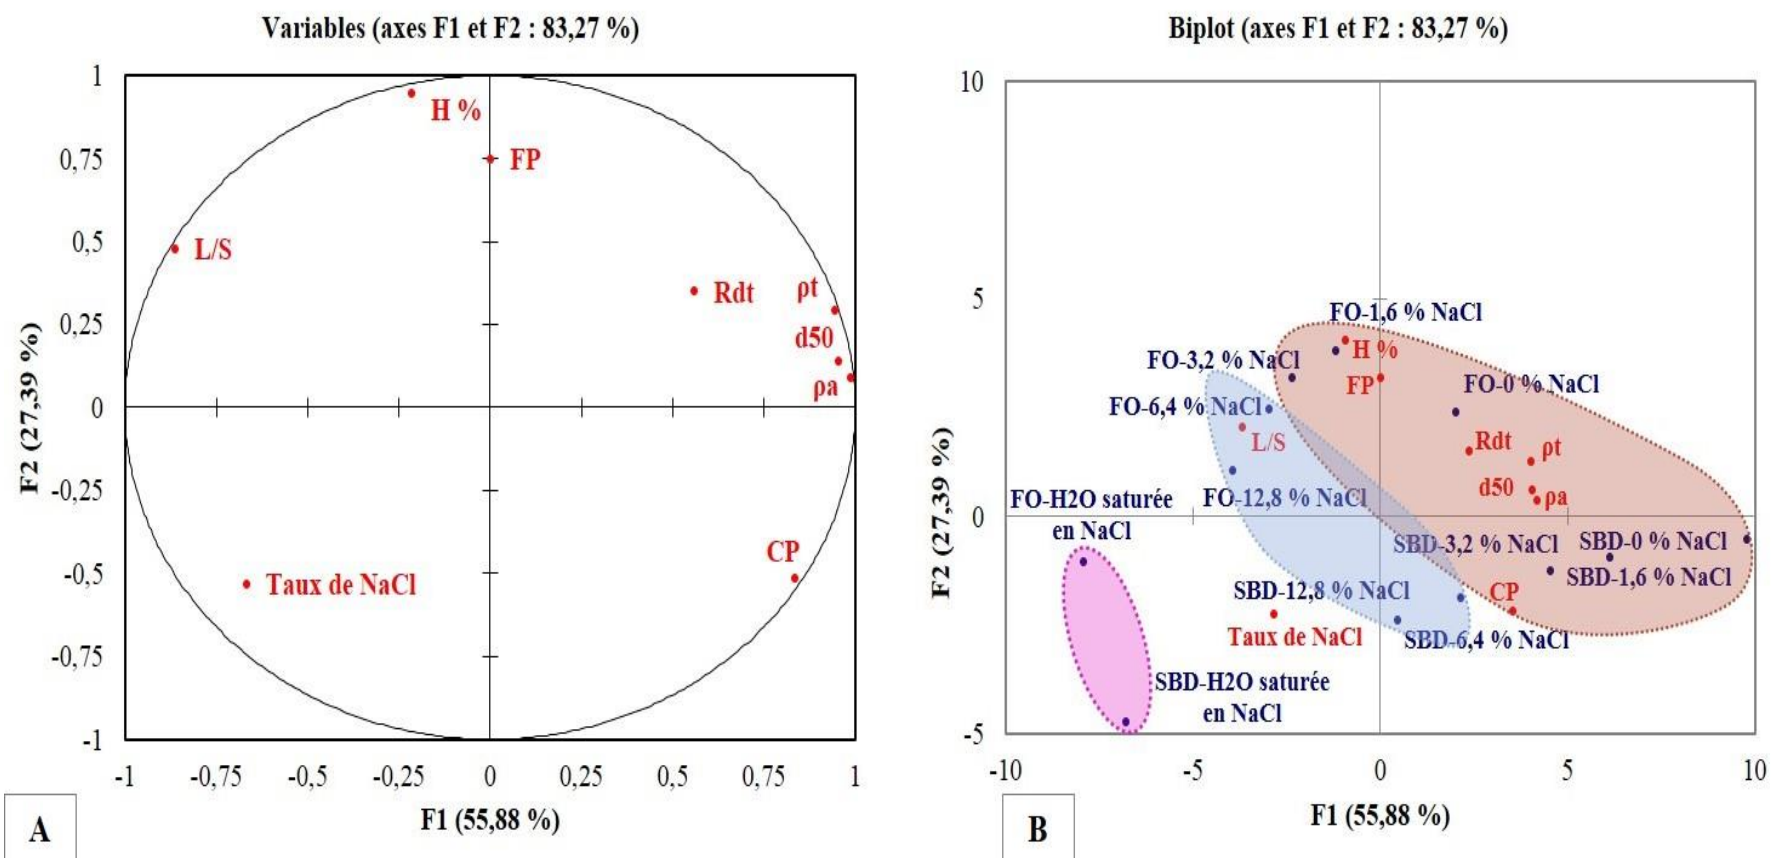 Variables (axes F1 et F2 : 83,27 %)
1
0,75
0,5
0,25
0
-0,25
-0,5
-0,75
-1
F2 (27,39 %)
H %
FP
L/S
Rdt
ρt
d50
ρa
CP
Taux de NaCl
-1
-0,75
-0,5
-0,25
0
0,25
0,5
0,75
1
F1 (55,88 %)
A
Biplot (axes F1 et F2 : 83,27 %)
10
5
0
-5
F2 (27,39 %)
FO-1,6 % NaCl
H %
FO-3,2 % NaCl
FP
FO-0 % NaCl
FO-6,4 % NaCl
L/S
Rdt
ρt
d50
ρa
FO-12,8 % NaCl
FO-H2O saturée
en NaCl
SBD-3,2 % NaCl
SBD-0 % NaCl
SBD-1,6 % NaCl
SBD-12,8 % NaCl
CP
Taux de NaCl
SBD-6,4 % NaCl
SBD-H2O saturée
en NaCl
-10
-5
0
5
10
F1 (55,88 %)
B